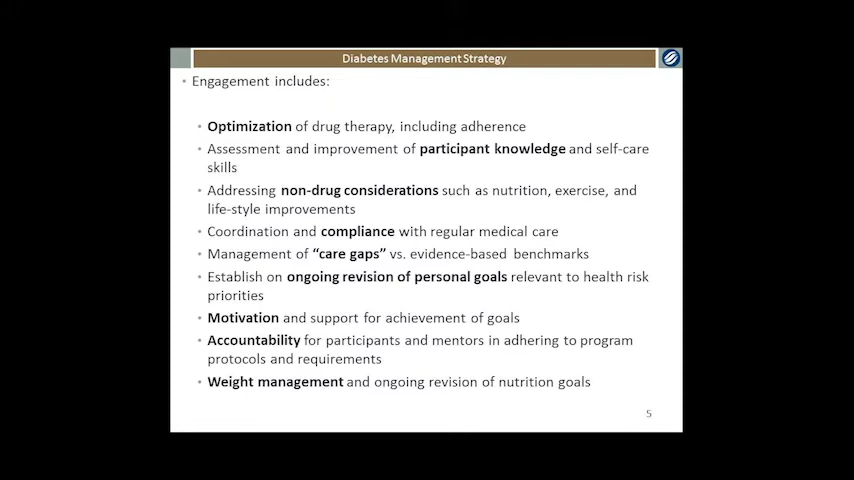 Diabetes Management Strategy
• Engagement includes:
• Optimization of drug therapy, including adherence
• Assessment and improvement of participant knowledge and self-care
skills
• Addressing non-drug considerations such as nutrition, exercise, and
life-style improvements
• Coordination and compliance with regular medical care
• Management of “care gaps” vs. evidence-based benchmarks
• Establish on ongoing revision of personal goals relevant to health risk
priorities
• Motivation and support for achievement of goals
• Accountability for participants and mentors in adhering to program
protocols and requirements
• Weight management and ongoing revision of nutrition goals
5